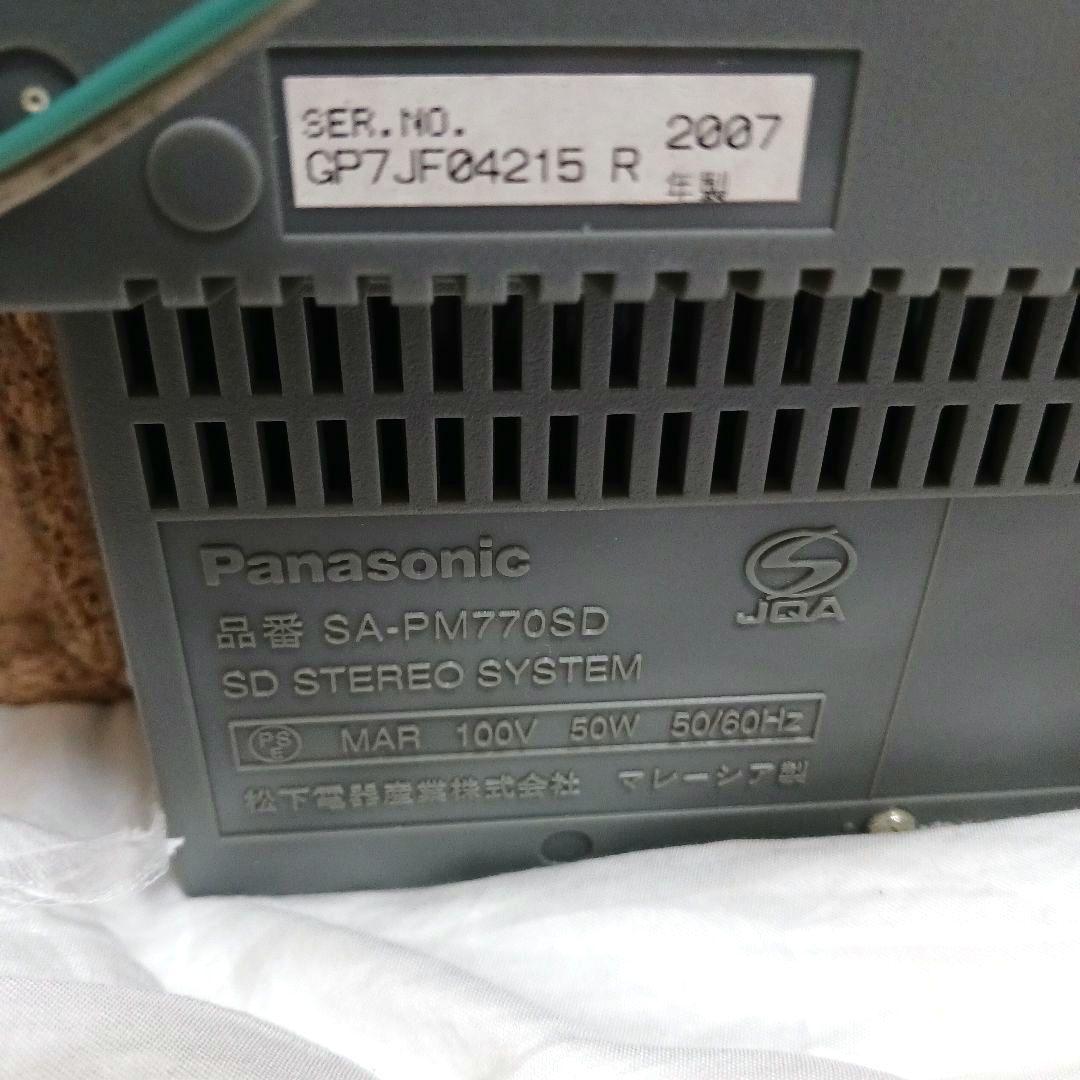 SER.NO.
GP7JF04215 R 2007
年製
Panasonic
JQA
品番 SA-PM770SD
SD STEREO SYSTEM
PSE MAR 100V 50W 50/60Hz
松下電器産業株式会社 マレーシア製